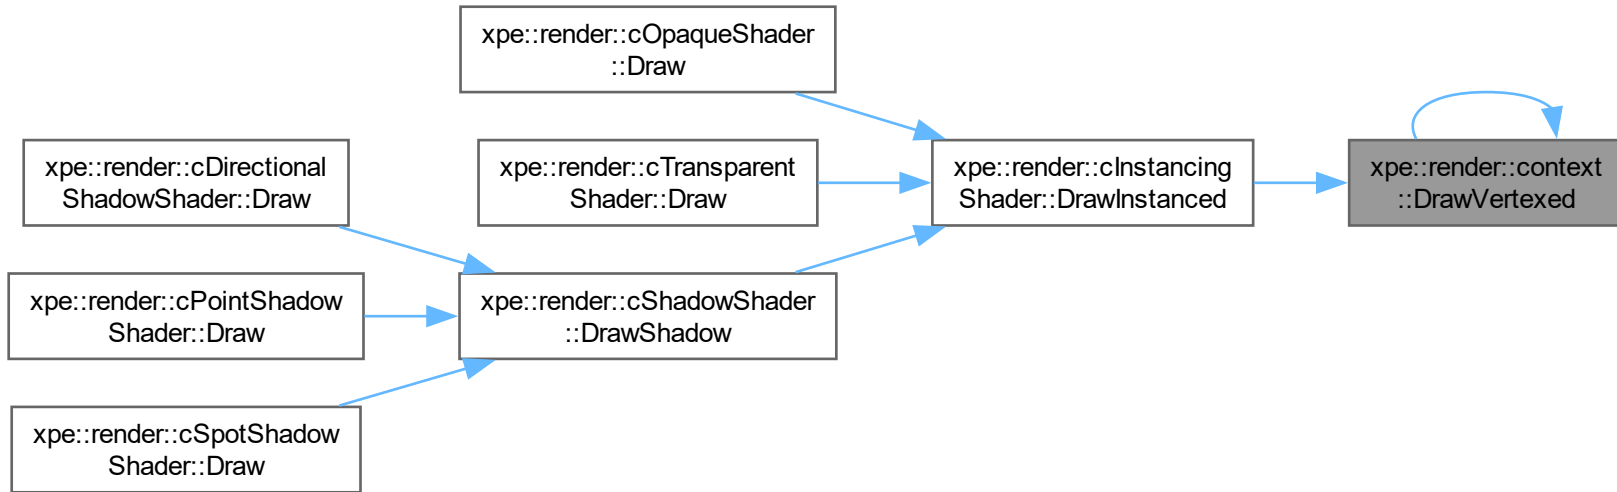 xpe::render::cOpaqueShader
::Draw
xpe::render::cDirectional
ShadowShader::Draw
xpe::render::cTransparent
Shader::Draw
xpe::render::cInstancing
Shader::DrawInstanced
xpe::render::context
::DrawVertexed
xpe::render::cPointShadow
Shader::Draw
xpe::render::cShadowShader
::DrawShadow
xpe::render::cSpotShadow
Shader::Draw